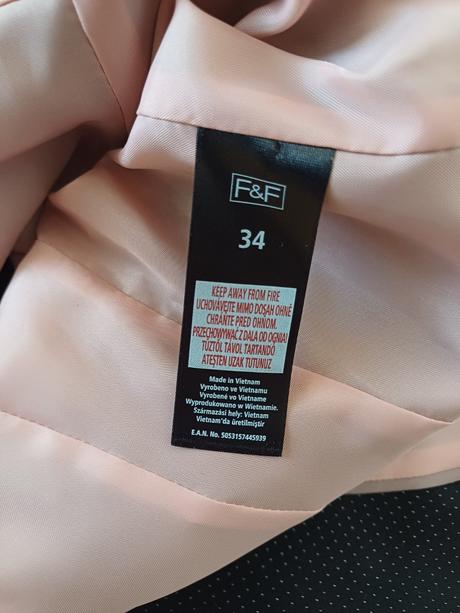 F&F
34
KEEP AWAY FROM FIRE
UCHOVÁVEJTE MIMO DOSAH OHNĚ
CHRÁŇTE PRED OHŇOM.
PRZECHOWYWAĆ Z DALA OD OGNIA!
TŰZTŐL TÁVOL TARTANDÓ
ATEŞTEN UZAK TUTUNUZ
Made in Vietnam
Vyrobeno ve Vietnamu
Vyrobené vo Vietname
Wyprodukowano w Wietnamie.
Származási hely: Vietnam
Vietnam'da üretilmiştir
E.A.N. No. 5053157445939